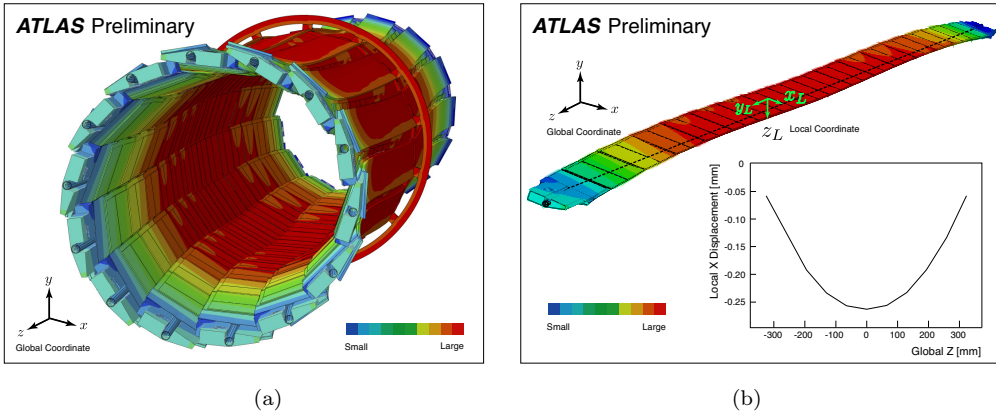 ATLAS Preliminary
y
z
x
Global Coordinate
Small
Large
(a)
ATLAS Preliminary
y
z
x
Global Coordinate
y_L
x_L
z_L
Local Coordinate
Small
Large
Local X Displacement [mm]
0
-0.05
-0.10
-0.15
-0.20
-0.25
-300 -200 -100 0 100 200 300
Global Z [mm]
(b)